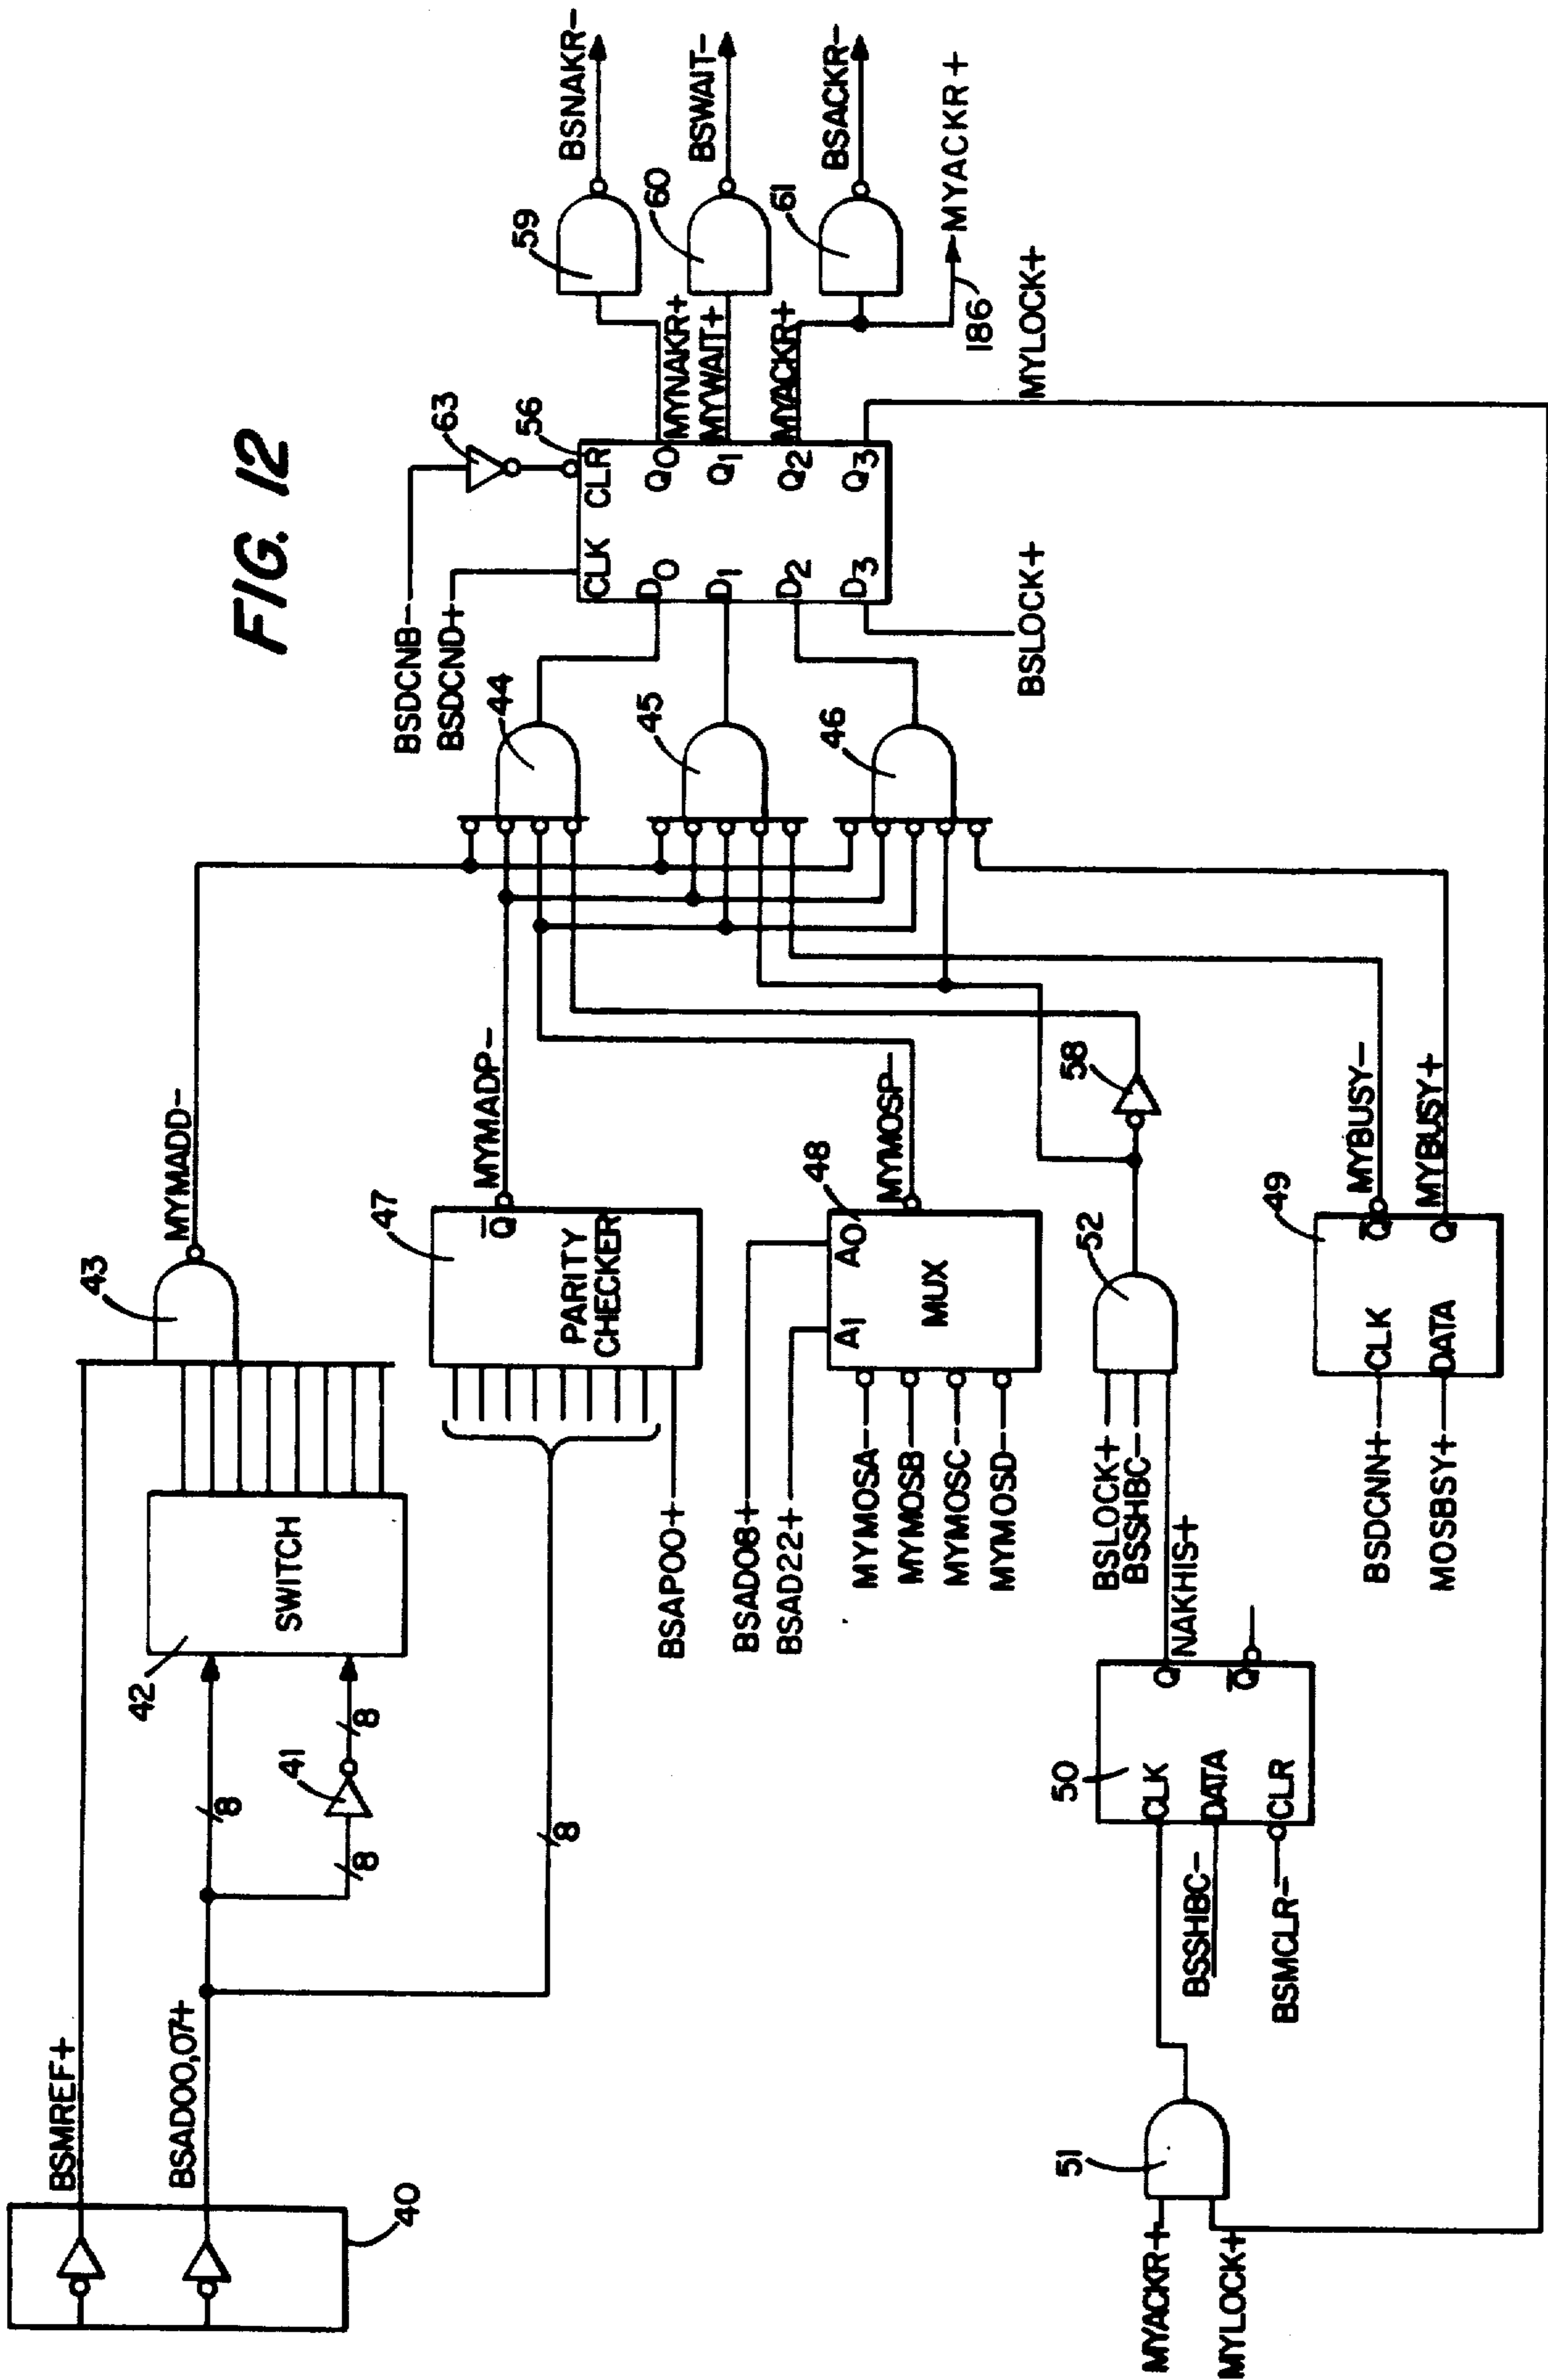 FIG. 12
BSMREF+
BSAD00,07+
40
41
8
8
8
8
42
SWITCH
43
MYMADD-
47
PARITY
CHECKER
Q
MYMADP-
BSAP00+
BSAD08+
BSAD22+
A1
A0
48
MUX
MYMOSA-
MYMOSB-
MYMOSC-
MYMOSD-
MYMOSP-
BSLOCK+
BSSHBC-
NAKHIS+
52
58
50
CLK
DATA
CLR
Q
Q
BSSHBC-
BSMCLR-
51
MYACKR+
MYLOCK+
BSDCNN+
MOSBSY+
49
CLK
DATA
Q
Q
MYBUSY-
MYBUSY+
44
45
46
BSDCNB-
BSDCND+
63
56
CLK
CLR
D0
D1
D2
D3
Q0
Q1
Q2
Q3
BSLOCK+
MYNAKR+
MYWAIT+
MYACKR+
MYLOCK+
59
60
61
BSNAKR-
BSWAIT-
BSACKR-
MYACKR+
186